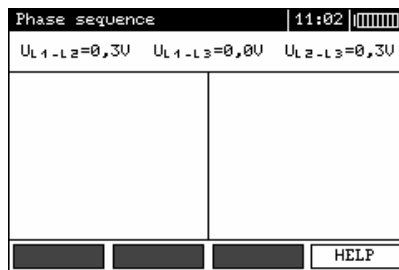 Phase sequence 11:02
UL1-L2=0,3V UL1-L3=0,0V UL2-L3=0,3V
HELP